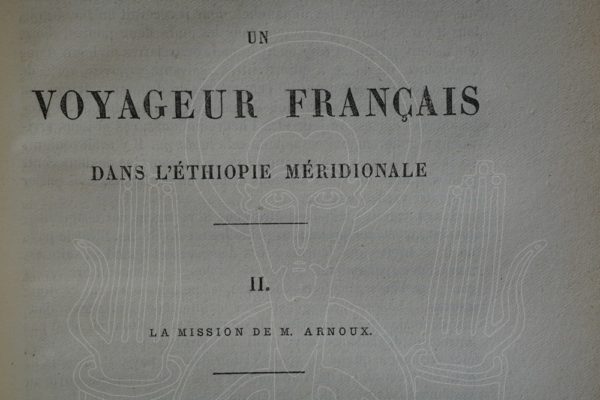 UN
VOYAGEUR FRANÇAIS
DANS L'ÉTHIOPIE MÉRIDIONALE
II.
LA MISSION DE M. ARNOUX.